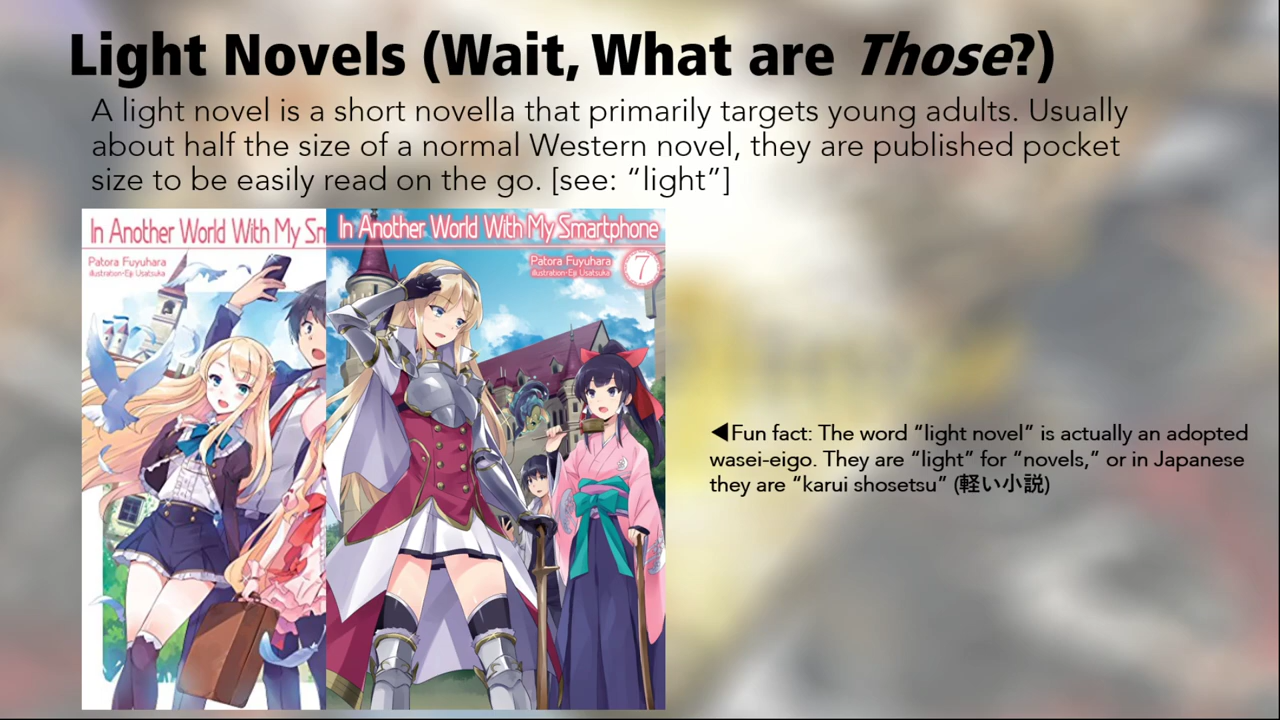 Light Novels (Wait, What are Those?)
A light novel is a short novella that primarily targets young adults. Usually
about half the size of a normal Western novel, they are published pocket
size to be easily read on the go. [see: “light”]
In Another World With My Sm
Patora Fuyuhara
illustration·Eiji Usatsuka
In Another World With My Smartphone
Patora Fuyuhara
illustration·Eiji Usatsuka
7
◀Fun fact: The word “light novel” is actually an adopted
wasei-eigo. They are “light” for “novels,” or in Japanese
they are “karui shosetsu” (軽い小説)